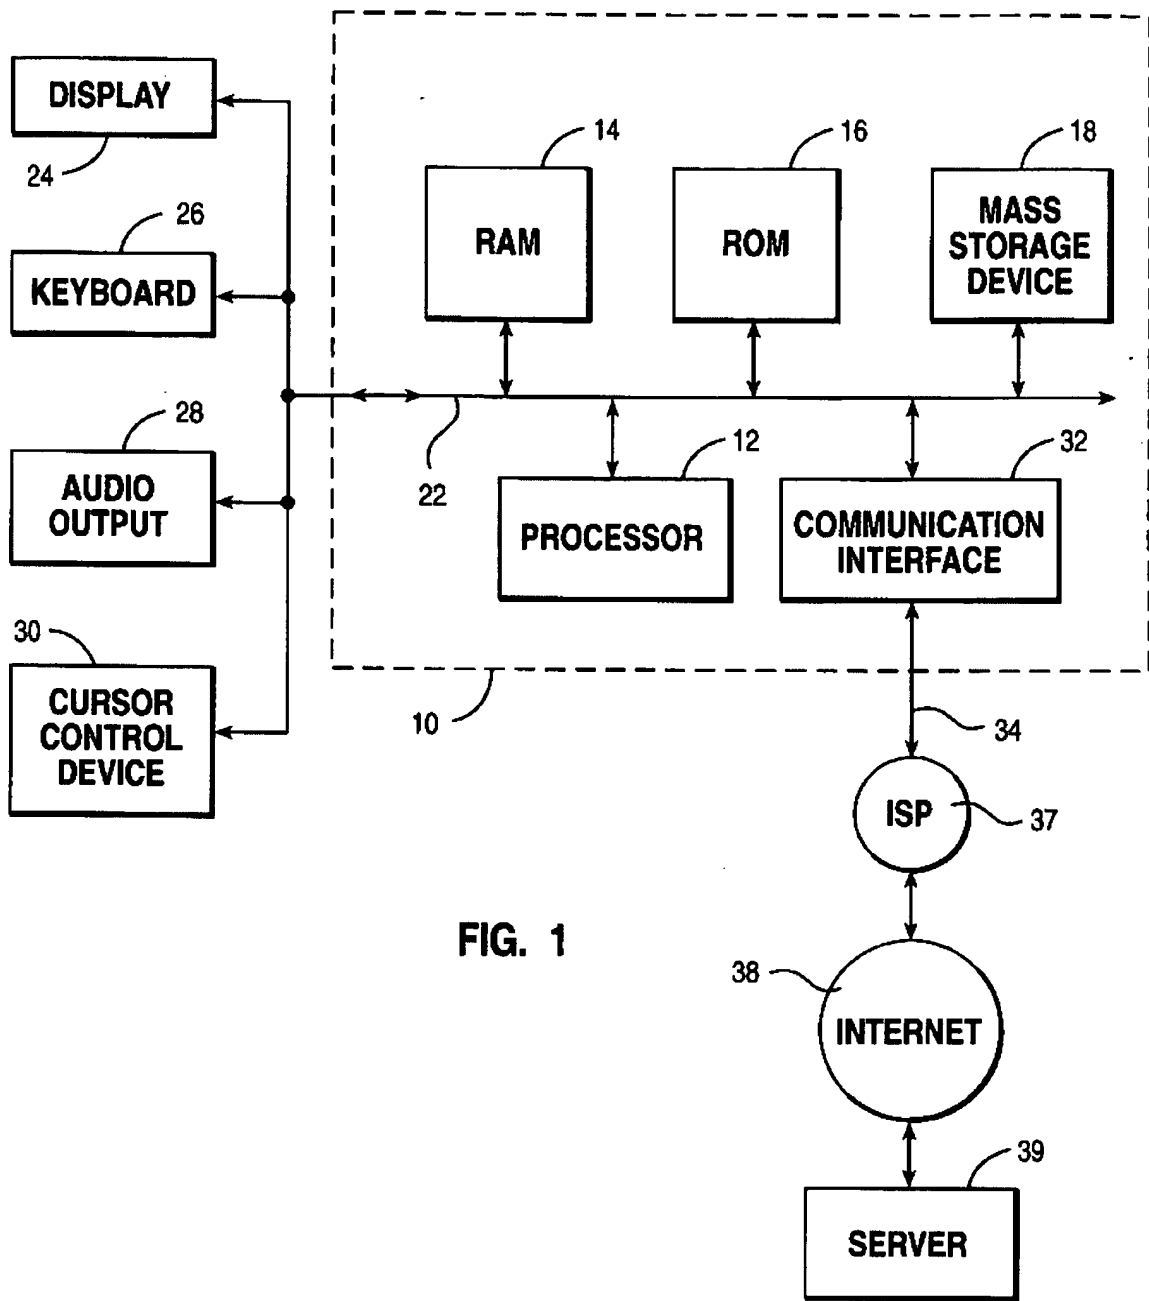 DISPLAY
24
14
16
18
RAM
ROM
MASS
STORAGE
DEVICE
26
KEYBOARD
28
AUDIO
OUTPUT
22
12
32
PROCESSOR
COMMUNICATION
INTERFACE
30
CURSOR
CONTROL
DEVICE
10
34
ISP
37
FIG. 1
38
INTERNET
39
SERVER